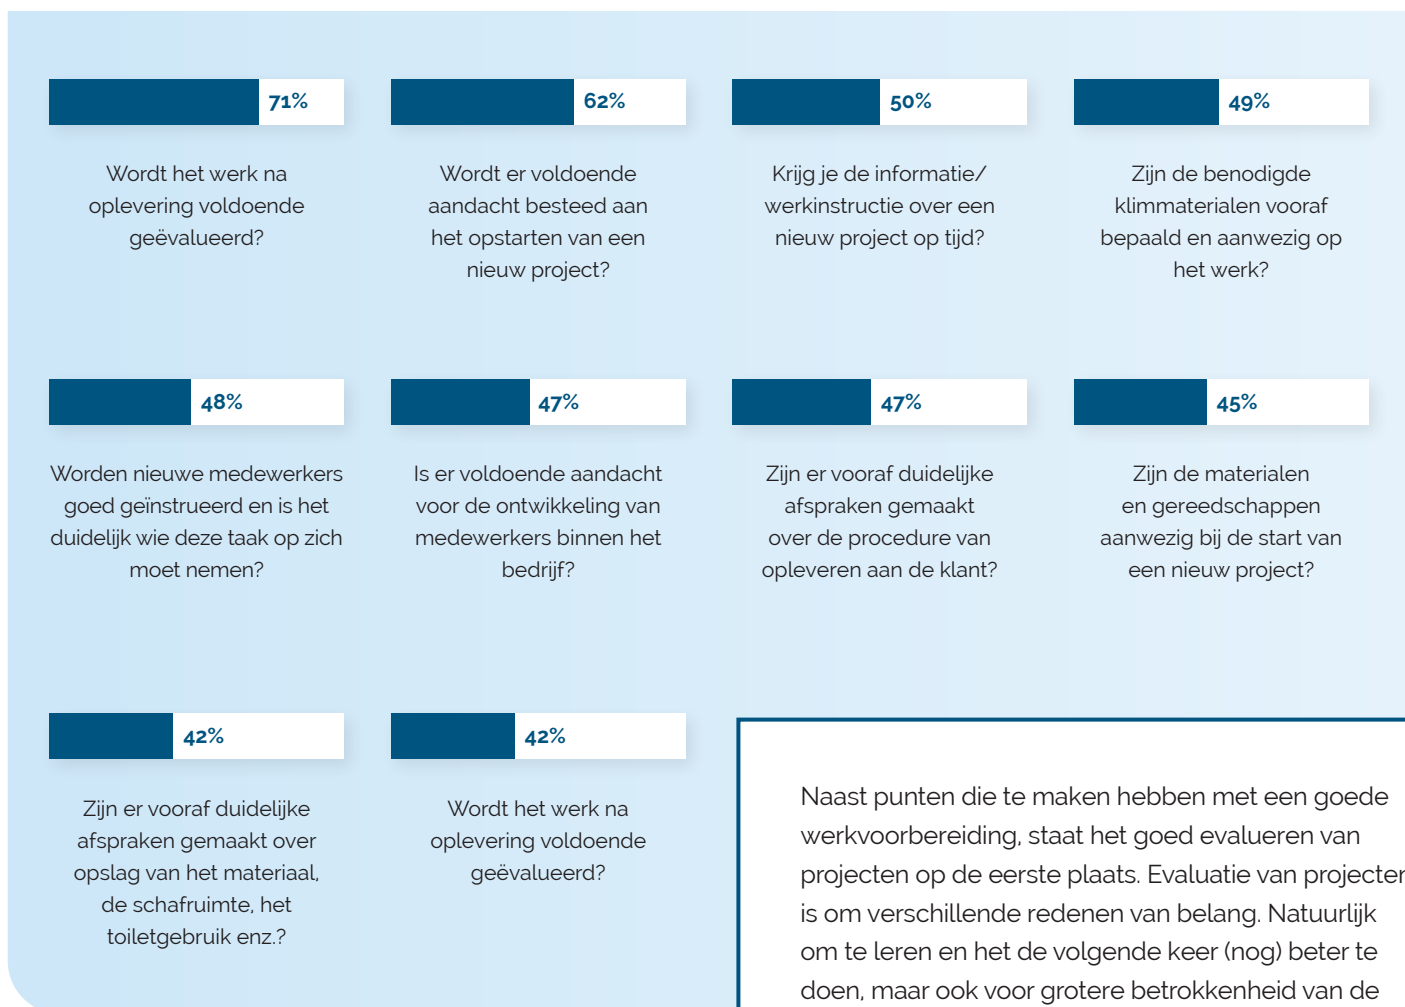 71%
Wordt het werk na
oplevering voldoende
geëvalueerd?
62%
Wordt er voldoende
aandacht besteed aan
het opstarten van een
nieuw project?
50%
Krijg je de informatie/
werkinstructie over een
nieuw project op tijd?
49%
Zijn de benodigde
klimmaterialen vooraf
bepaald en aanwezig op
het werk?
48%
Worden nieuwe medewerkers
goed geïnstrueerd en is het
duidelijk wie deze taak op zich
moet nemen?
47%
Is er voldoende aandacht
voor de ontwikkeling van
medewerkers binnen het
bedrijf?
47%
Zijn er vooraf duidelijke
afspraken gemaakt
over de procedure van
opleveren aan de klant?
45%
Zijn de materialen
en gereedschappen
aanwezig bij de start van
een nieuw project?
42%
Zijn er vooraf duidelijke
afspraken gemaakt over
opslag van het materiaal,
de schafruimte, het
toiletgebruik enz.?
42%
Wordt het werk na
oplevering voldoende
geëvalueerd?
Naast punten die te maken hebben met een goede
werkvoorbereiding, staat het goed evalueren van
projecten op de eerste plaats. Evaluatie van projecten
is om verschillende redenen van belang. Natuurlijk
om te leren en het de volgende keer (nog) beter te
doen, maar ook voor grotere betrokkenheid van de